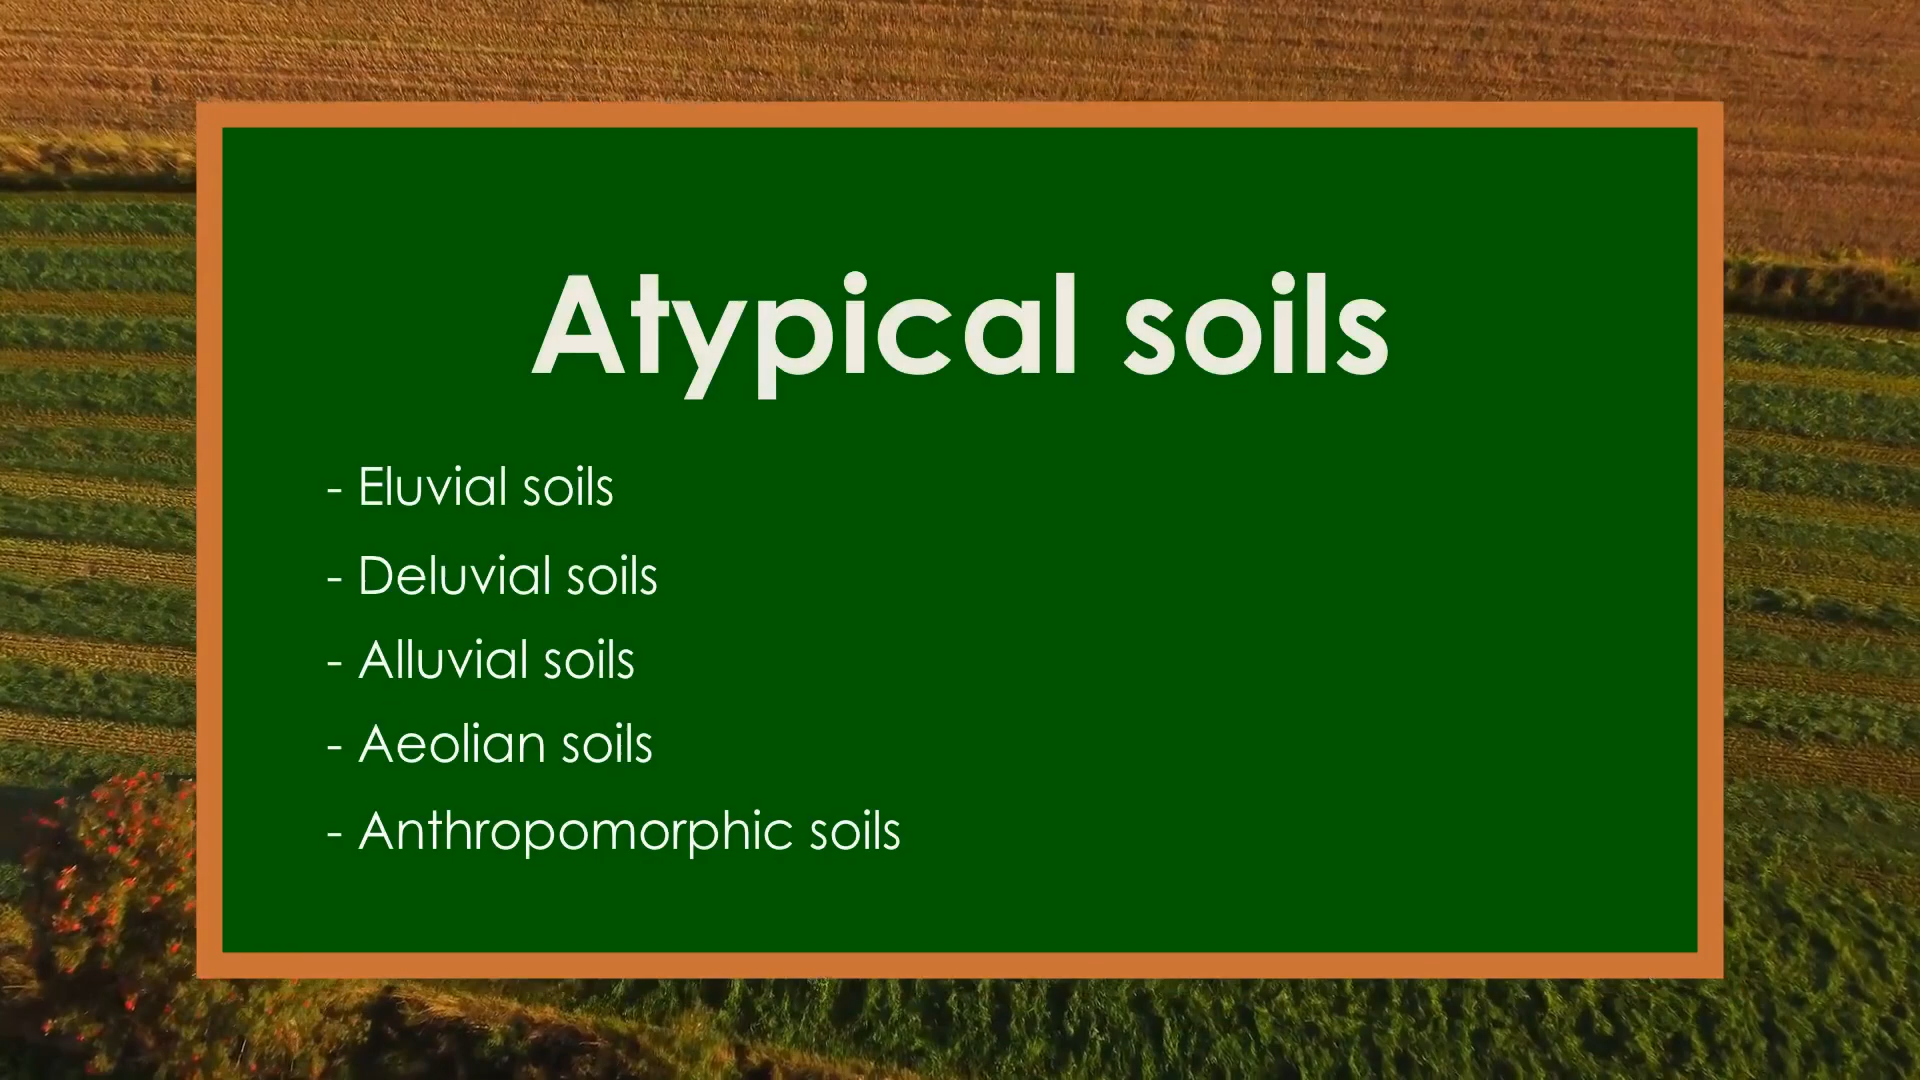 Atypical soils
- Eluvial soils
- Deluvial soils
- Alluvial soils
- Aeolian soils
- Anthropomorphic soils